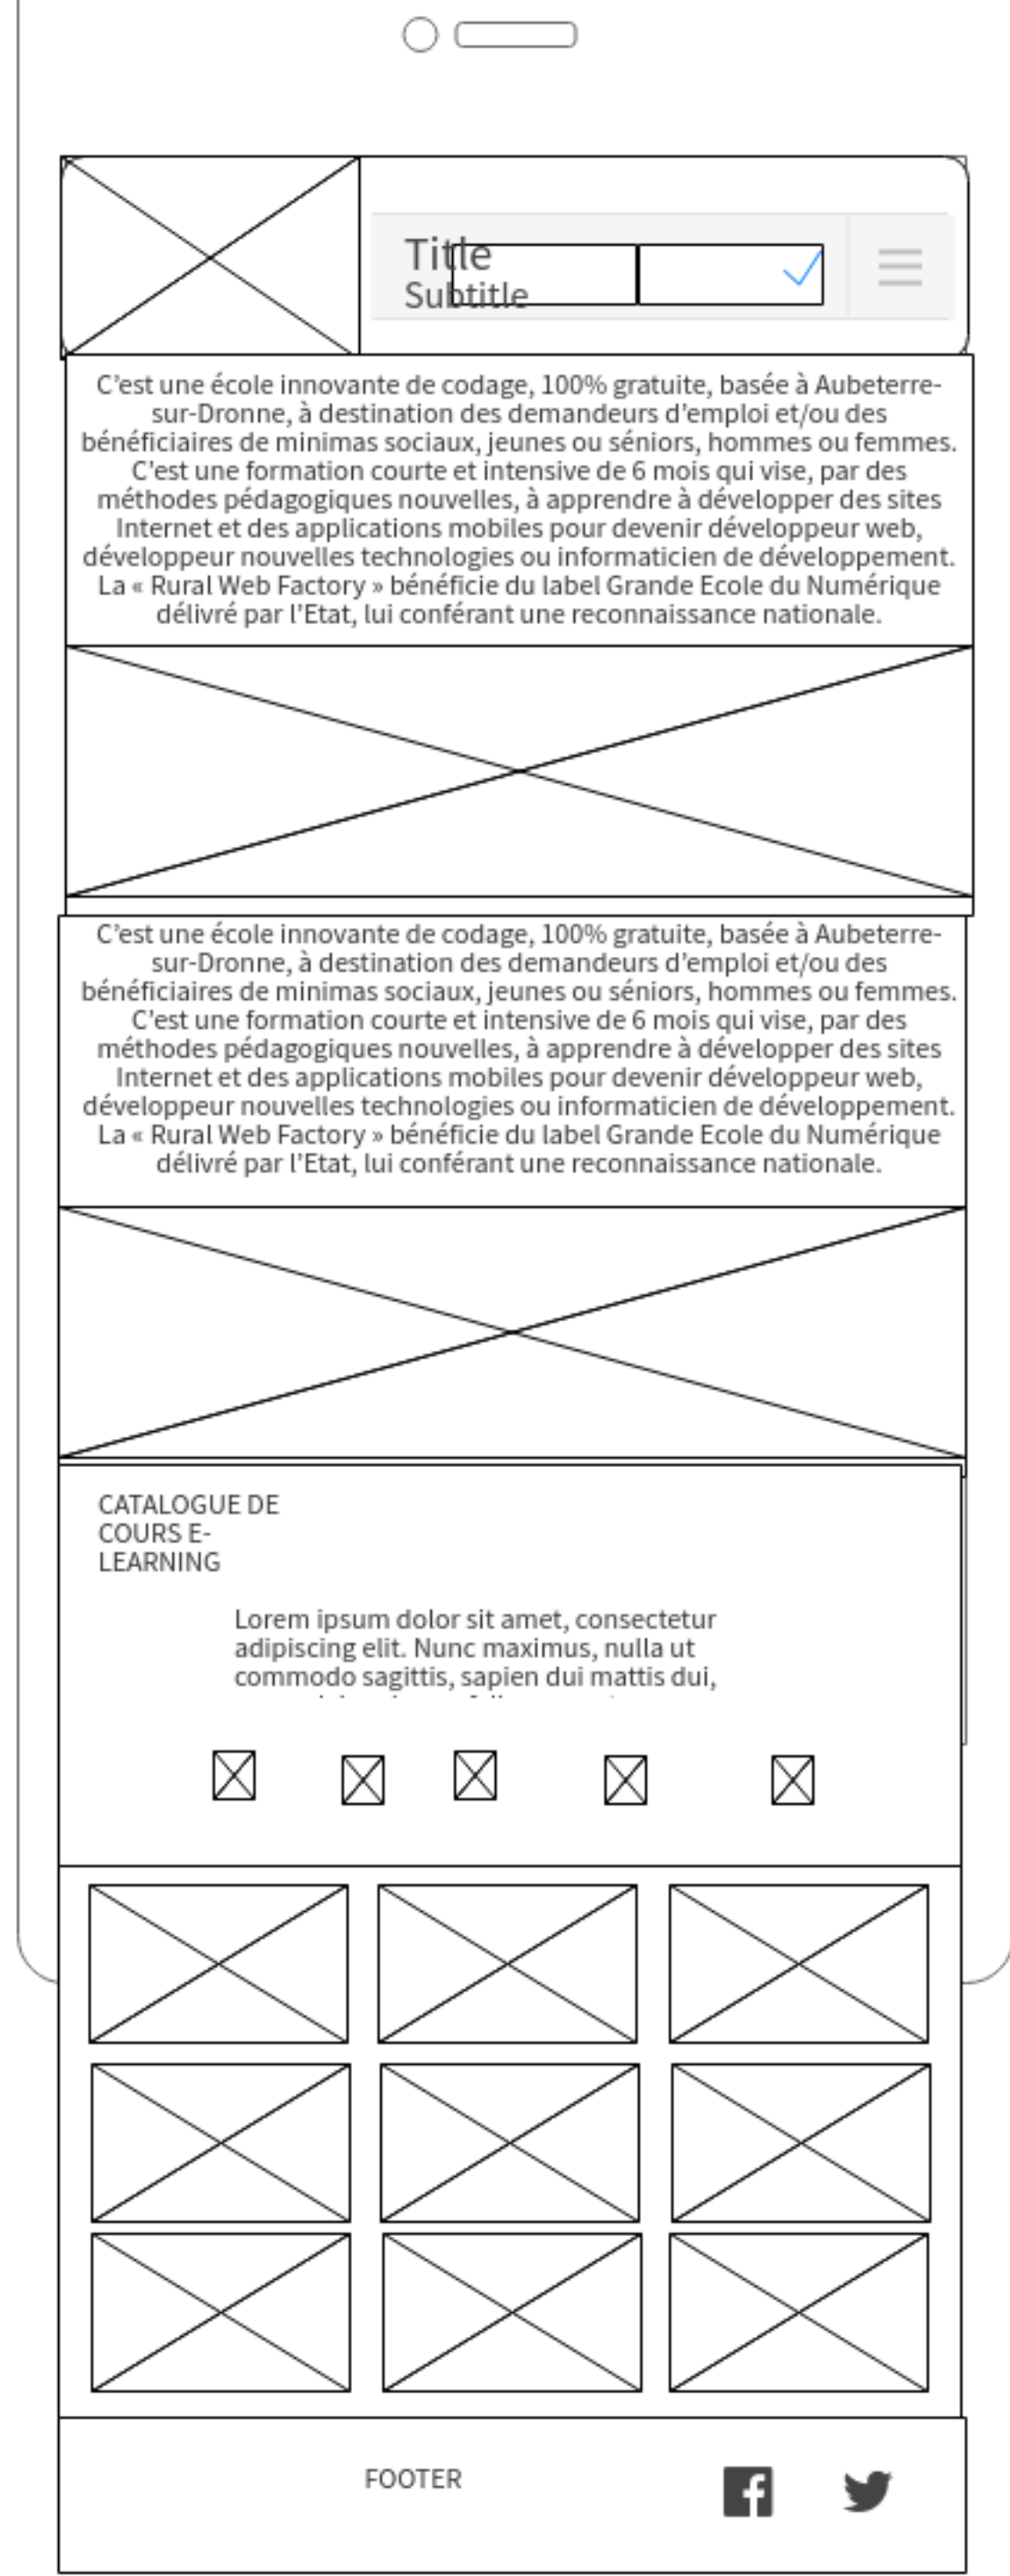 Title
Subtitle
C’est une école innovante de codage, 100% gratuite, basée à Aubeterre-
sur-Dronne, à destination des demandeurs d’emploi et/ou des
bénéficiaires de minimas sociaux, jeunes ou séniors, hommes ou femmes.
C’est une formation courte et intensive de 6 mois qui vise, par des
méthodes pédagogiques nouvelles, à apprendre à développer des sites
Internet et des applications mobiles pour devenir développeur web,
développeur nouvelles technologies ou informaticien de développement.
La « Rural Web Factory » bénéficie du label Grande Ecole du Numérique
délivré par l’Etat, lui conférant une reconnaissance nationale.
C’est une école innovante de codage, 100% gratuite, basée à Aubeterre-
sur-Dronne, à destination des demandeurs d’emploi et/ou des
bénéficiaires de minimas sociaux, jeunes ou séniors, hommes ou femmes.
C’est une formation courte et intensive de 6 mois qui vise, par des
méthodes pédagogiques nouvelles, à apprendre à développer des sites
Internet et des applications mobiles pour devenir développeur web,
développeur nouvelles technologies ou informaticien de développement.
La « Rural Web Factory » bénéficie du label Grande Ecole du Numérique
délivré par l’Etat, lui conférant une reconnaissance nationale.
CATALOGUE DE
COURS E-
LEARNING
Lorem ipsum dolor sit amet, consectetur
adipiscing elit. Nunc maximus, nulla ut
commodo sagittis, sapien dui mattis dui,
FOOTER